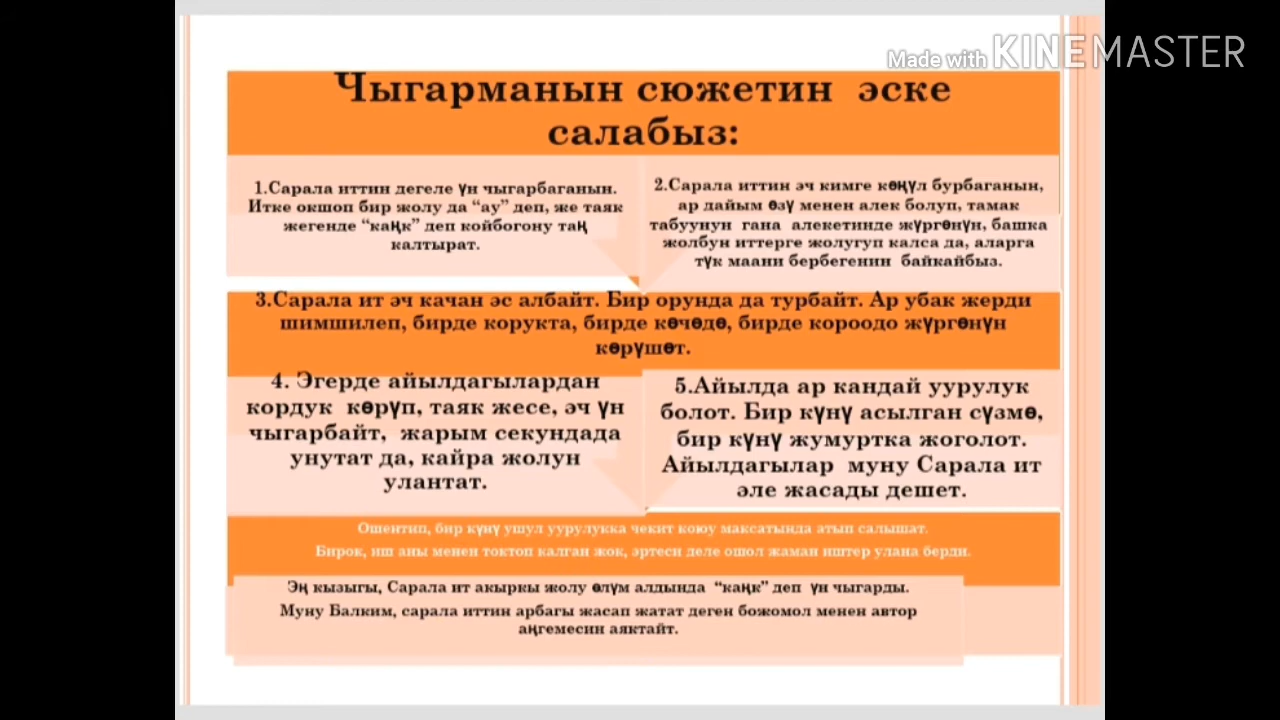 Made with KINEMASTER
Чыгарманын сюжетин эске
салабыз:
1.Сарала иттин дегеле үн чыгарбаганын.
Итке окшоп бир жолу да “ау” деп, же таяк
жегенде “каңк” деп койбогону таң
калтырат.
2.Сарала иттин эч кимге көңүл бурбаганын,
ар дайым өзү менен алек болуп, тамак
табуунун гана алекетинде жүргөнүн, башка
жолбун иттерге жолугуп калса да, аларга
түк маани бербегенин байкайбыз.
3.Сарала ит эч качан эс албайт. Бир орунда да турбайт. Ар убак жерди
шимшилеп, бирде корукта, бирде көчөдө, бирде короодо жүргөнүн
көрүшөт.
4. Эгерде айылдагылардан
кордук көрүп, таяк жесе, эч үн
чыгарбайт, жарым секундада
унутат да, кайра жолун
улантат.
5.Айылда ар кандай уурулук
болот. Бир күнү асылган сүзмө,
бир күнү жумуртка жоголот.
Айылдагылар муну Сарала ит
эле жасады дешет.
Ошентип, бир күнү ушул уурулукка чекит коюу максатында атып салышат.
Бирок, иш аны менен токтоп калган жок, эртеси деле ошол жаман иштер улана берди.
Эң кызыгы, Сарала ит акыркы жолу өлүм алдында “каңк” деп үн чыгарды.
Муну Балким, сарала иттин арбагы жасап жатат деген божомол менен автор
аңгемесин аяктайт.